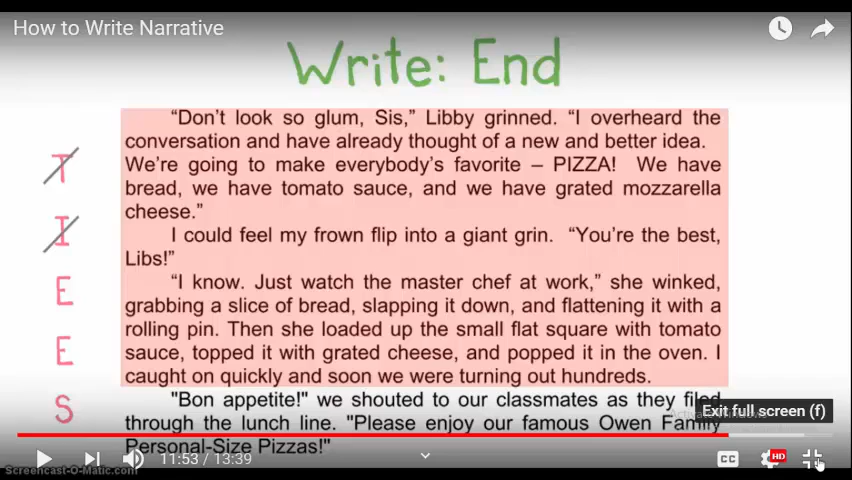 How to Write Narrative
Write: End
"Don't look so glum, Sis," Libby grinned. "I overheard the
conversation and have already thought of a new and better idea.
We're going to make everybody's favorite – PIZZA! We have
bread, we have tomato sauce, and we have grated mozzarella
cheese."
I could feel my frown flip into a giant grin. "You're the best,
Libs!"
"I know. Just watch the master chef at work," she winked,
grabbing a slice of bread, slapping it down, and flattening it with a
rolling pin. Then she loaded up the small flat square with tomato
sauce, topped it with grated cheese, and popped it in the oven. I
caught on quickly and soon we were turning out hundreds.
"Bon appetite!" we shouted to our classmates as they filed
through the lunch line. "Please enjoy our famous Owen Family
Personal-Size Pizzas!"
T
I
E
E
S
Exit full screen (f)
11:53 / 13:39
CC
HD
Screencast-O-Matic.com